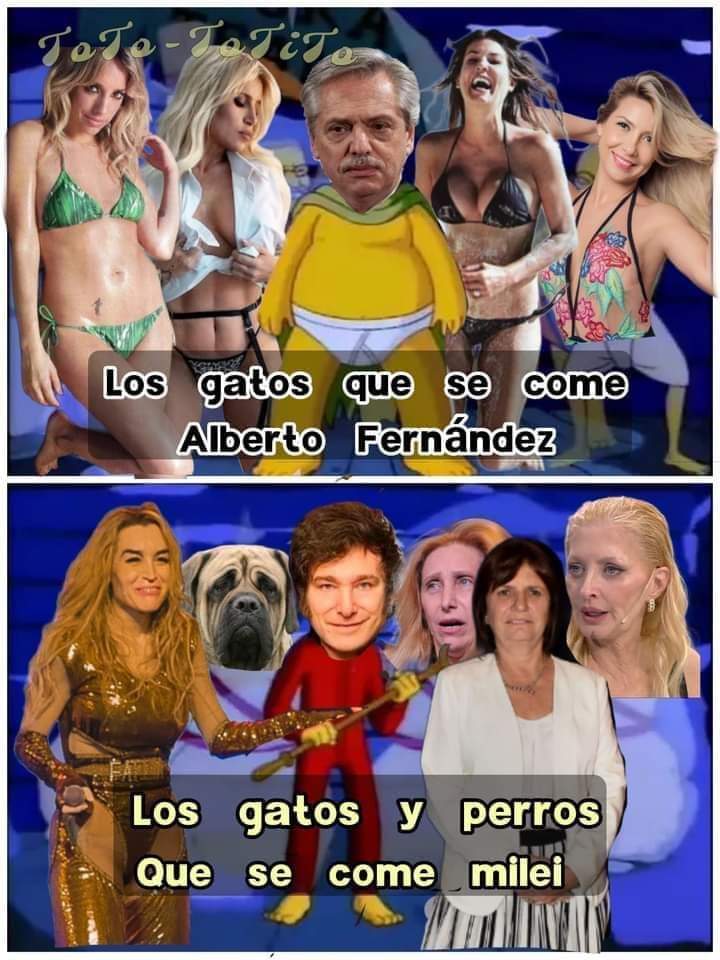 ToTo-ToTiTo
Los gatos que se come
Alberto Fernández
Los gatos y perros
Que se come milei